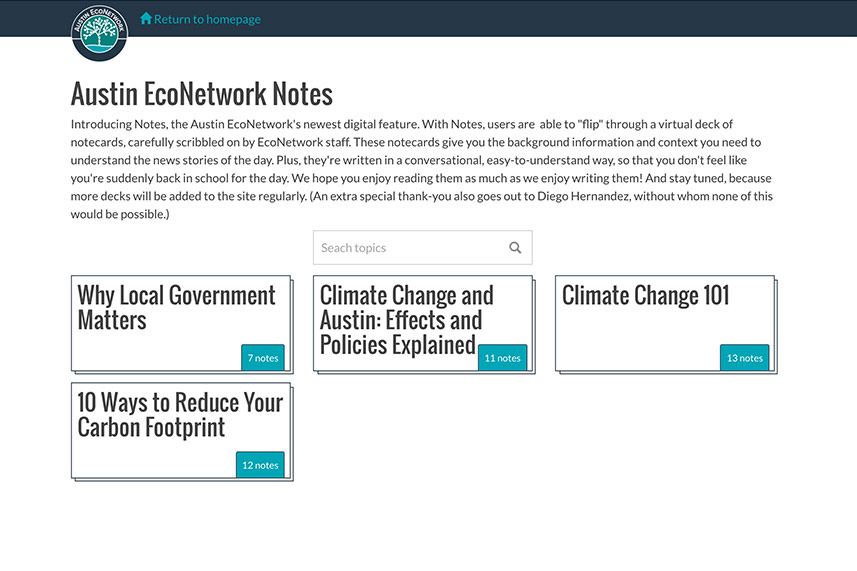 AUSTIN ECONETWORK
Return to homepage
Austin EcoNetwork Notes
Introducing Notes, the Austin EcoNetwork's newest digital feature. With Notes, users are  able to "flip" through a virtual deck of
notecards, carefully scribbled on by EcoNetwork staff. These notecards give you the background information and context you need to
understand the news stories of the day. Plus, they're written in a conversational, easy-to-understand way, so that you don't feel like
you're suddenly back in school for the day. We hope you enjoy reading them as much as we enjoy writing them! And stay tuned, because
more decks will be added to the site regularly. (An extra special thank-you also goes out to Diego Hernandez, without whom none of this
would be possible.)
Seach topics
Why Local Government
Matters
7 notes
Climate Change and
Austin: Effects and
Policies Explained
11 notes
Climate Change 101
13 notes
10 Ways to Reduce Your
Carbon Footprint
12 notes